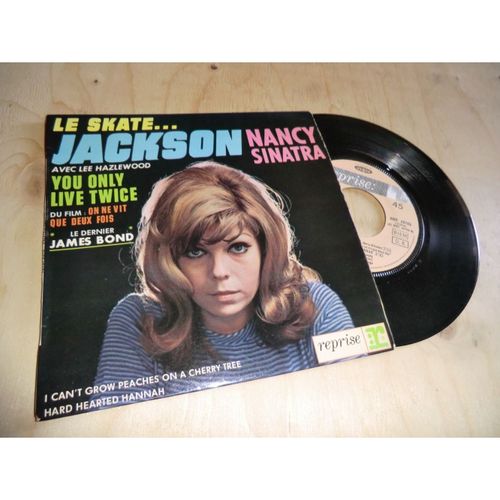 LE SKATE...
JACKSON
NANCY
SINATRA
AVEC LEE HAZLEWOOD
YOU ONLY
LIVE TWICE
DU FILM : ON NE VIT
QUE DEUX FOIS
LE DERNIER
JAMES BOND
reprise
I CAN'T GROW PEACHES ON A CHERRY TREE
HARD HEARTED HANNAH
reprise:
45